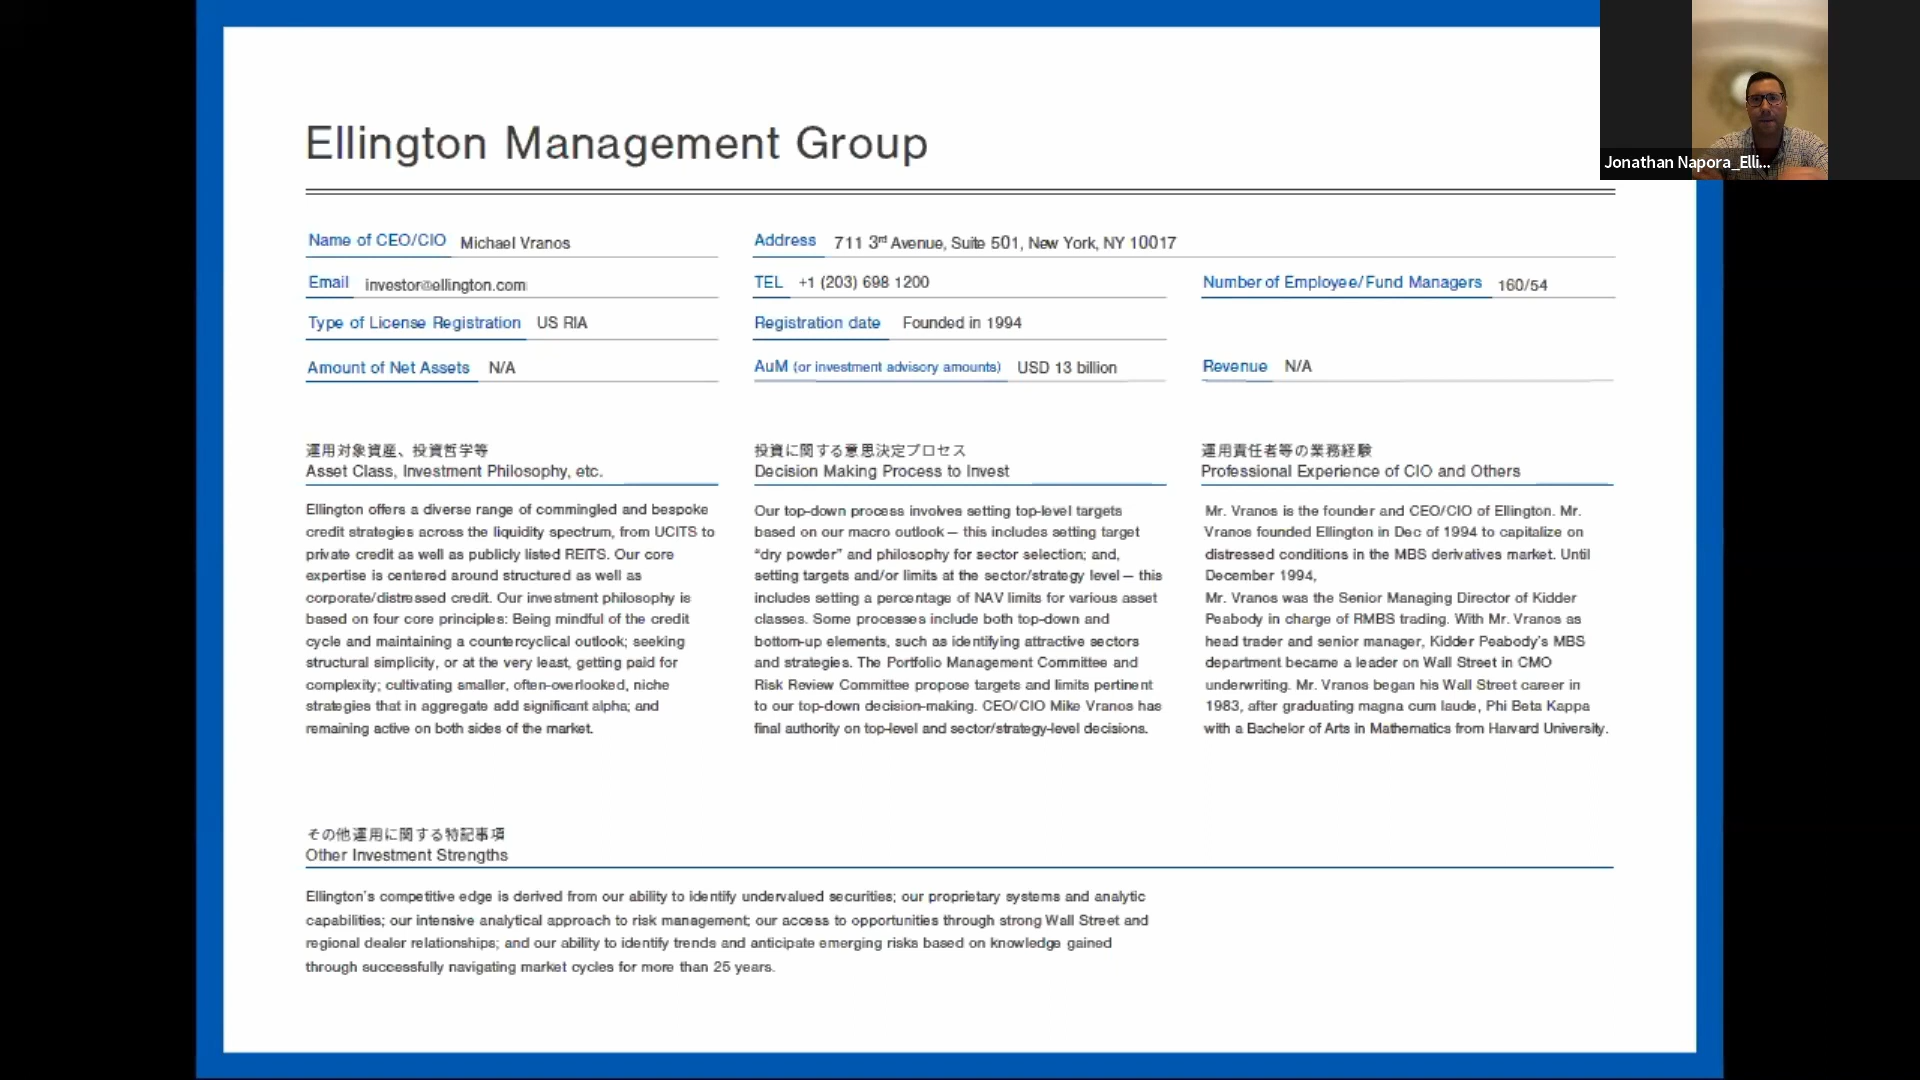 Ellington Management Group
Jonathan Napora_Elli...
Name of CEO/CIO Michael Vranos
Address 711 3rd Avenue, Suite 501, New York, NY 10017
Email investor@ellington.com
TEL +1 (203) 698 1200
Number of Employee/Fund Managers 160/54
Type of License Registration US RIA
Registration date Founded in 1994
Amount of Net Assets N/A
AuM (or investment advisory amounts) USD 13 billion
Revenue N/A
運用対象資産、投資哲学等
Asset Class, Investment Philosophy, etc.
Ellington offers a diverse range of commingled and bespoke
credit strategies across the liquidity spectrum, from UCITS to
private credit as well as publicly listed REITS. Our core
expertise is centered around structured as well as
corporate/distressed credit. Our investment philosophy is
based on four core principles: Being mindful of the credit
cycle and maintaining a countercyclical outlook; seeking
structural simplicity, or at the very least, getting paid for
complexity; cultivating smaller, often-overlooked, niche
strategies that in aggregate add significant alpha; and
remaining active on both sides of the market.
投資に関する意思決定プロセス
Decision Making Process to Invest
Our top-down process involves setting top-level targets
based on our macro outlook — this includes setting target
“dry powder” and philosophy for sector selection; and,
setting targets and/or limits at the sector/strategy level — this
includes setting a percentage of NAV limits for various asset
classes. Some processes include both top-down and
bottom-up elements, such as identifying attractive sectors
and strategies. The Portfolio Management Committee and
Risk Review Committee propose targets and limits pertinent
to our top-down decision-making. CEO/CIO Mike Vranos has
final authority on top-level and sector/strategy-level decisions.
運用責任者等の業務経験
Professional Experience of CIO and Others
Mr. Vranos is the founder and CEO/CIO of Ellington. Mr.
Vranos founded Ellington in Dec of 1994 to capitalize on
distressed conditions in the MBS derivatives market. Until
December 1994,
Mr. Vranos was the Senior Managing Director of Kidder
Peabody in charge of RMBS trading. With Mr. Vranos as
head trader and senior manager, Kidder Peabody’s MBS
department became a leader on Wall Street in CMO
underwriting. Mr. Vranos began his Wall Street career in
1983, after graduating magna cum laude, Phi Beta Kappa
with a Bachelor of Arts in Mathematics from Harvard University.
その他運用に関する特記事項
Other Investment Strengths
Ellington’s competitive edge is derived from our ability to identify undervalued securities; our proprietary systems and analytic
capabilities; our intensive analytical approach to risk management; our access to opportunities through strong Wall Street and
regional dealer relationships; and our ability to identify trends and anticipate emerging risks based on knowledge gained
through successfully navigating market cycles for more than 25 years.